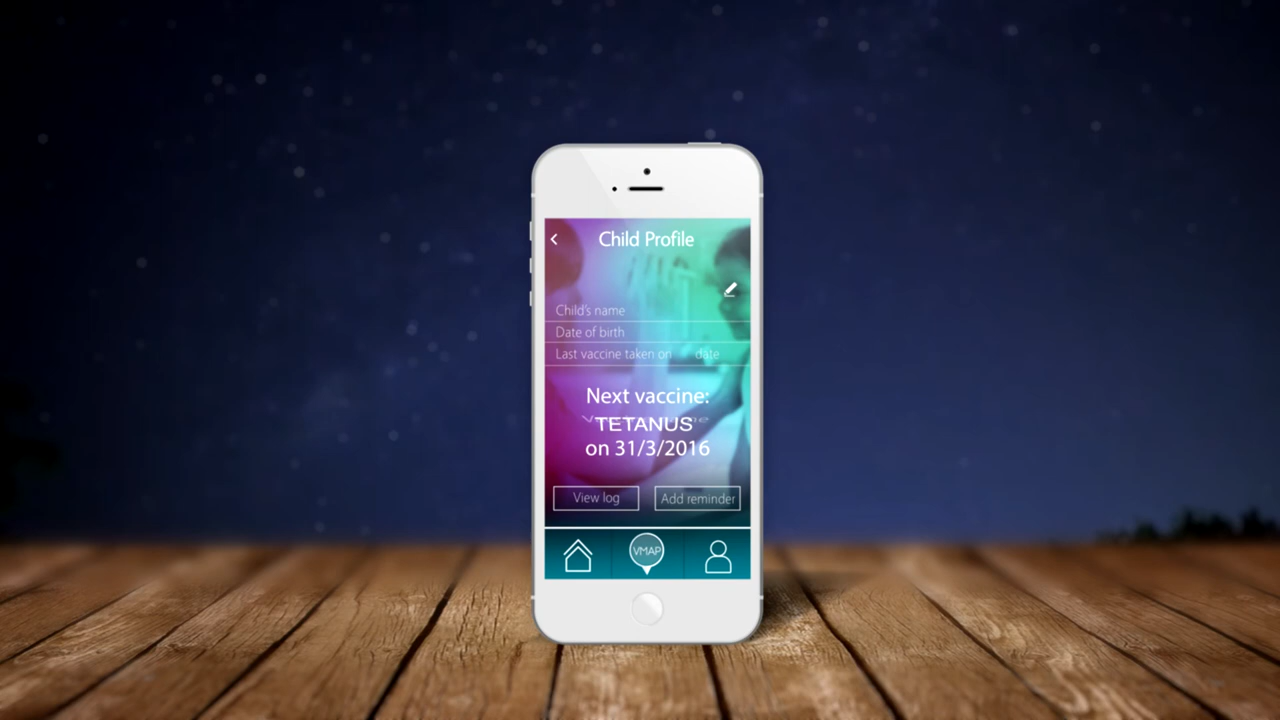 Child Profile
Child's name
Date of birth
Last vaccine taken on date
Next vaccine:
TETANUS
on 31/3/2016
View log
Add reminder
VMAP